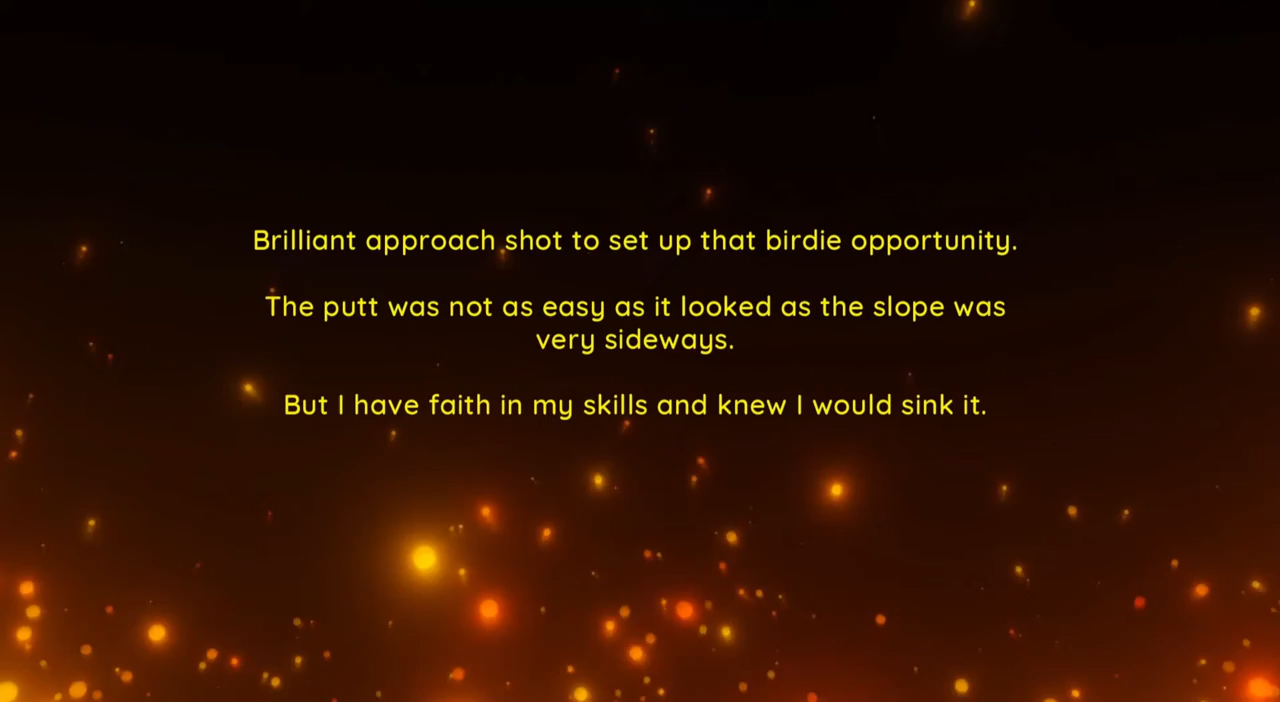 Brilliant approach shot to set up that birdie opportunity.
The putt was not as easy as it looked as the slope was
very sideways.
But I have faith in my skills and knew I would sink it.